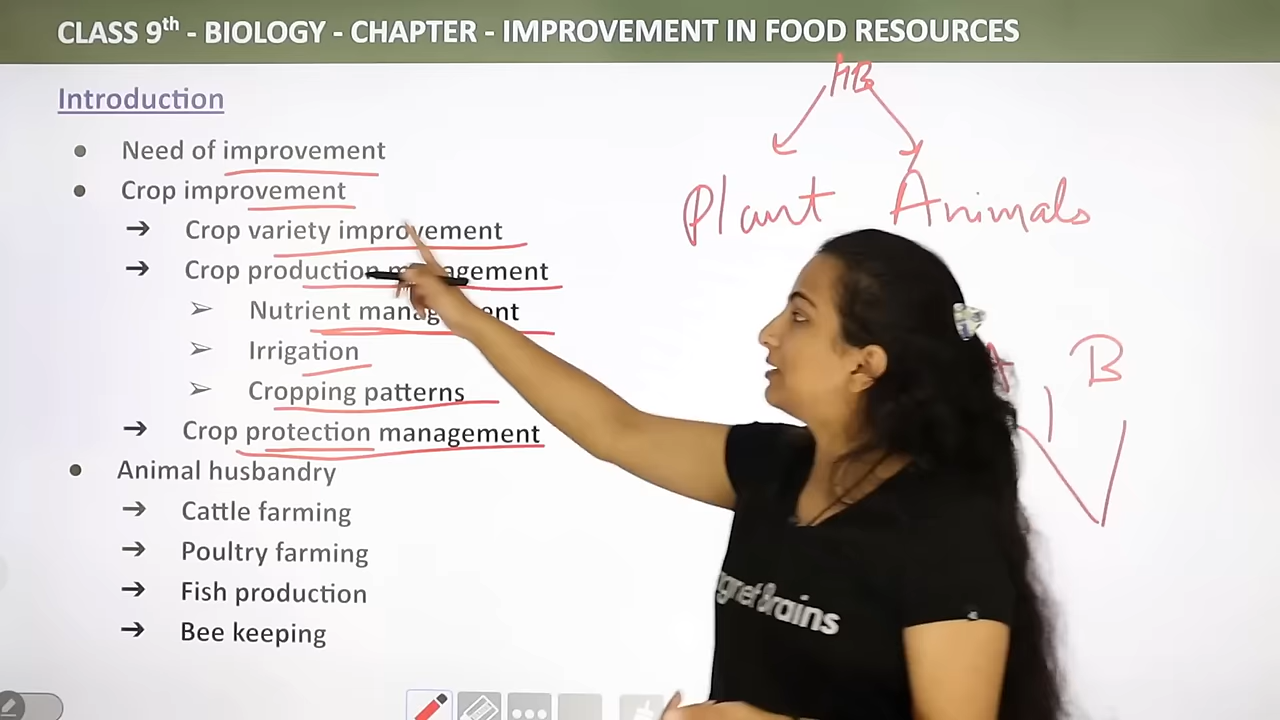 CLASS 9th - BIOLOGY - CHAPTER - IMPROVEMENT IN FOOD RESOURCES
Introduction
• Need of improvement
• Crop improvement
➔ Crop variety improvement
➔ Crop production management
➢ Nutrient management
➢ Irrigation
➢ Cropping patterns
➔ Crop protection management
• Animal husbandry
➔ Cattle farming
➔ Poultry farming
➔ Fish production
➔ Bee keeping
Plant Animals
A B
gnet Brains